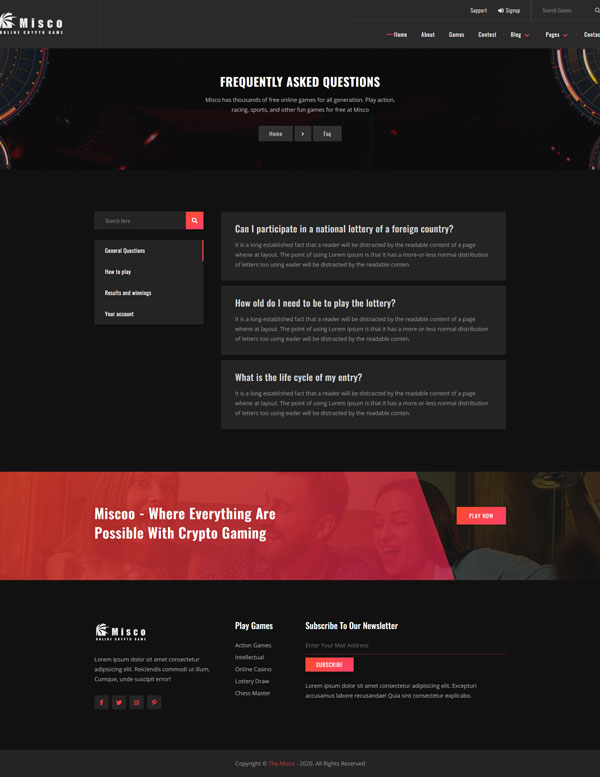 Misco
ONLINE CRYPTO GAME
Support
Signup
Search Games
Home
About
Games
Contest
Blog
Pages
Contac
FREQUENTLY ASKED QUESTIONS
Misco has thousands of free online games for all generation. Play action,
racing, sports, and other fun games for free at Misco
Home
Faq
Search here
General Questions
How to play
Results and winnings
Your account
Can I participate in a national lottery of a foreign country?
It is a long established fact that a reader will be distracted by the readable content of a page
whene at layout. The point of using Lorem Ipsum is that it has a more-or-less normal distribution
of letters too using eader will be distracted by the readable conten.
How old do I need to be to play the lottery?
It is a long established fact that a reader will be distracted by the readable content of a page
whene at layout. The point of using Lorem Ipsum is that it has a more-or-less normal distribution
of letters too using eader will be distracted by the readable conten.
What is the life cycle of my entry?
It is a long established fact that a reader will be distracted by the readable content of a page
whene at layout. The point of using Lorem Ipsum is that it has a more-or-less normal distribution
of letters too using eader will be distracted by the readable conten.
Miscoo - Where Everything Are
Possible With Crypto Gaming
PLAY NOW
Misco
ONLINE CRYPTO GAME
Lorem ipsum dolor sit amet consectetur
adipisicing elit. Reiciendis commodi ut illum.
Cumque, unde suscipit enim!
Play Games
Action Games
Intellectual
Online Casino
Lottery Draw
Chess Master
Subscribe To Our Newsletter
Enter Your Mail Address
SUBSCRIBE
Lorem ipsum dolor sit amet consectetur adipisicing elit. Excepturi
accusamus labore recusandae! Quia sint consectetur explicabo.
Copyright © The Misco - 2020. All Rights Reserved